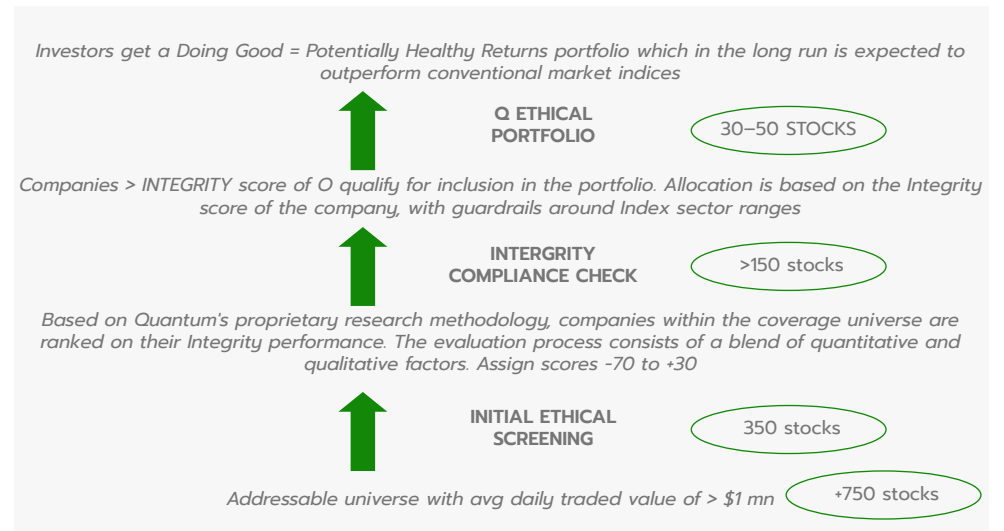 Investors get a Doing Good = Potentially Healthy Returns portfolio which in the long run is expected to
outperform conventional market indices
Q ETHICAL
PORTFOLIO
30–50 STOCKS
Companies > INTEGRITY score of O qualify for inclusion in the portfolio. Allocation is based on the Integrity
score of the company, with guardrails around Index sector ranges
INTERGRITY
COMPLIANCE CHECK
>150 stocks
Based on Quantum's proprietary research methodology, companies within the coverage universe are
ranked on their Integrity performance. The evaluation process consists of a blend of quantitative and
qualitative factors. Assign scores -70 to +30
INITIAL ETHICAL
SCREENING
350 stocks
Addressable universe with avg daily traded value of > $1 mn
+750 stocks